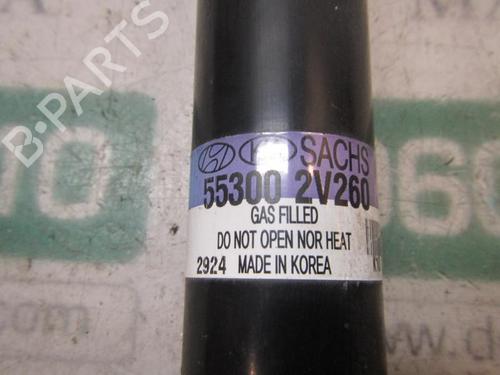 B-PARTS
SACHS
55300 2V260
GAS FILLED
DO NOT OPEN NOR HEAT
2924 MADE IN KOREA